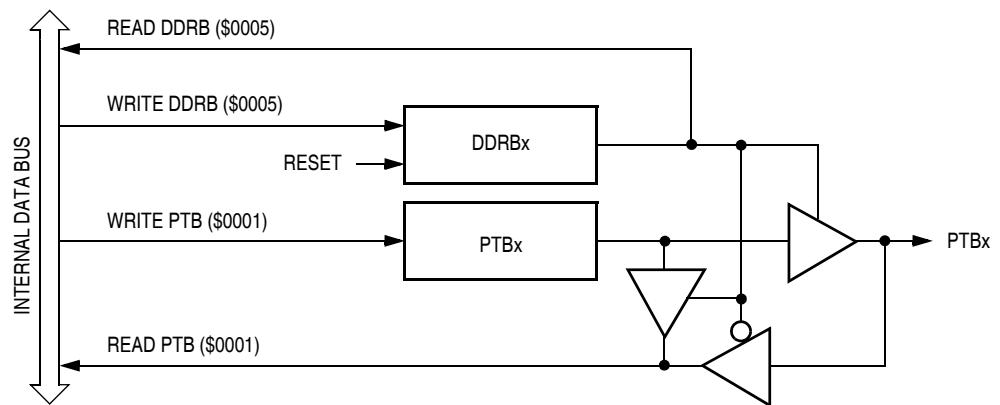 READ DDRB ($0005)
WRITE DDRB ($0005)
DDRBx
RESET
WRITE PTB ($0001)
PTBx
PTBx
READ PTB ($0001)
INTERNAL DATA BUS